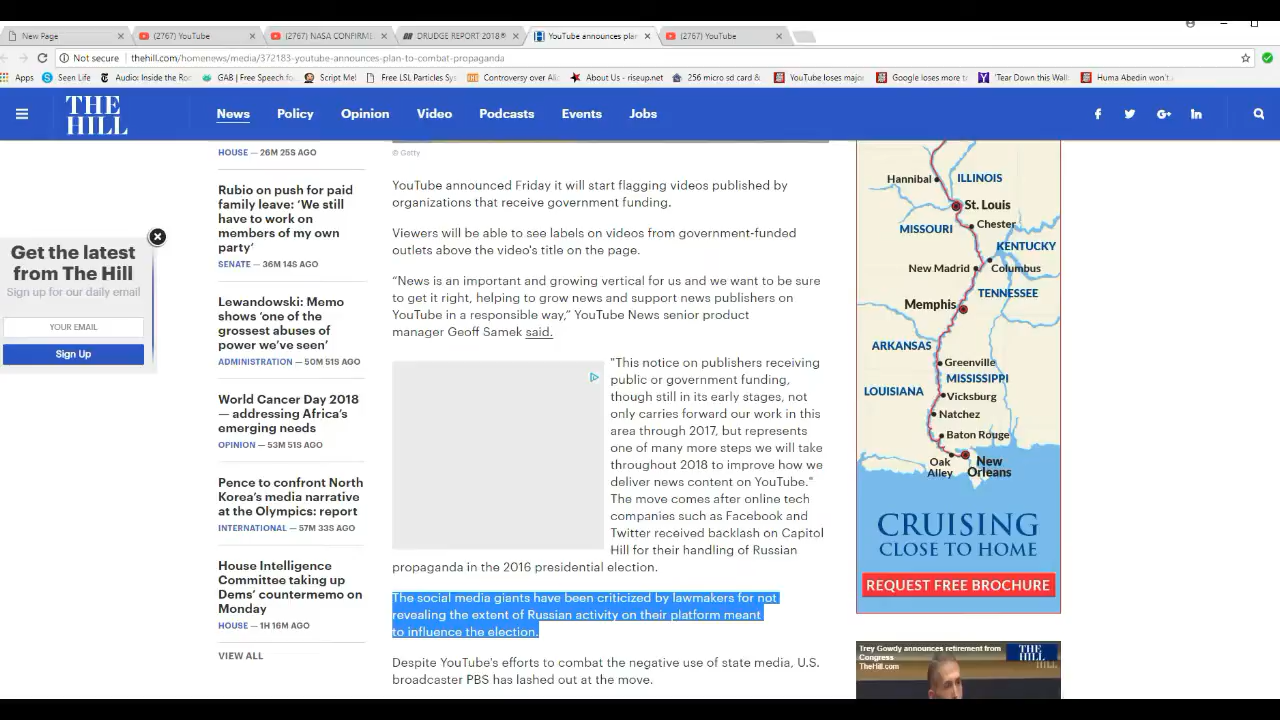 New Page
(2767) YouTube
(2767) NASA CONFIRME
DRUDGE REPORT 2018®
YouTube announces plan
(2767) YouTube
Not secure
thehill.com/homenews/media/372183-youtube-announces-plan-to-combat-propaganda
Apps
Seen Life
Audio: Inside the Ro
GAB | Free Speech fo
Script Me!
Free LSL Particles Sys
Controversy over Ali
About Us - riseup.net
256 micro sd card &
YouTube loses major
Google loses more t
'Tear Down this Wall
Huma Abedin won't
THE
HILL
News
Policy
Opinion
Video
Podcasts
Events
Jobs
HOUSE — 26M 25S AGO
Rubio on push for paid
family leave: ‘We still
have to work on
members of my own
party’
SENATE — 36M 14S AGO
Lewandowski: Memo
shows ‘one of the
grossest abuses of
power we’ve seen’
ADMINISTRATION — 50M 51S AGO
World Cancer Day 2018
— addressing Africa’s
emerging needs
OPINION — 53M 51S AGO
Pence to confront North
Korea’s media narrative
at the Olympics: report
INTERNATIONAL — 57M 33S AGO
House Intelligence
Committee taking up
Dems’ countermemo on
Monday
HOUSE — 1H 16M AGO
VIEW ALL
Get the latest
from The Hill
Sign up for our daily email
YOUR EMAIL
Sign Up
© Getty
YouTube announced Friday it will start flagging videos published by
organizations that receive government funding.
Viewers will be able to see labels on videos from government-funded
outlets above the video's title on the page.
“News is an important and growing vertical for us and we want to be sure
to get it right, helping to grow news and support news publishers on
YouTube in a responsible way,” YouTube News senior product
manager Geoff Samek said.
"This notice on publishers receiving
public or government funding,
though still in its early stages, not
only carries forward our work in this
area through 2017, but represents
one of many more steps we will take
throughout 2018 to improve how we
deliver news content on YouTube."
The move comes after online tech
companies such as Facebook and
Twitter received backlash on Capitol
Hill for their handling of Russian
propaganda in the 2016 presidential election.
The social media giants have been criticized by lawmakers for not
revealing the extent of Russian activity on their platform meant
to influence the election.
Despite YouTube's efforts to combat the negative use of state media, U.S.
broadcaster PBS has lashed out at the move.
Hannibal
ILLINOIS
St. Louis
Chester
MISSOURI
KENTUCKY
New Madrid
Columbus
TENNESSEE
Memphis
ARKANSAS
Greenville
MISSISSIPPI
LOUISIANA
Vicksburg
Natchez
Baton Rouge
Oak
Alley
New
Orleans
CRUISING
CLOSE TO HOME
REQUEST FREE BROCHURE
Trey Gowdy announces retirement from
Congress
TheHill.com
THE
HILL